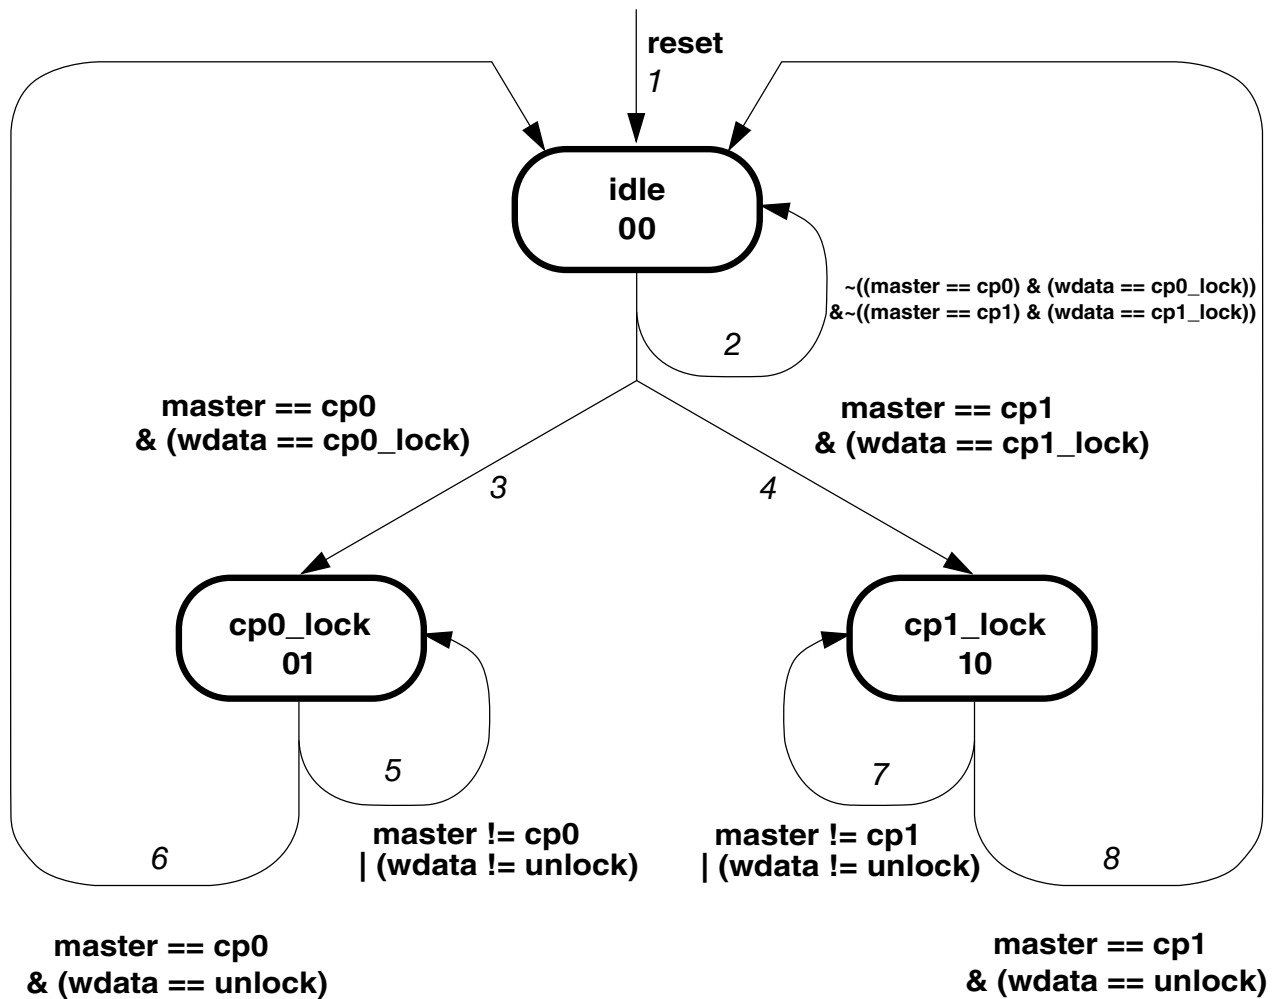 reset
1
idle
00
~((master == cp0) & (wdata == cp0_lock))
&~((master == cp1) & (wdata == cp1_lock))
2
master == cp0
& (wdata == cp0_lock)
master == cp1
& (wdata == cp1_lock)
3
4
cp0_lock
01
cp1_lock
10
5
7
master != cp0
| (wdata != unlock)
master != cp1
| (wdata != unlock)
6
8
master == cp0
& (wdata == unlock)
master == cp1
& (wdata == unlock)